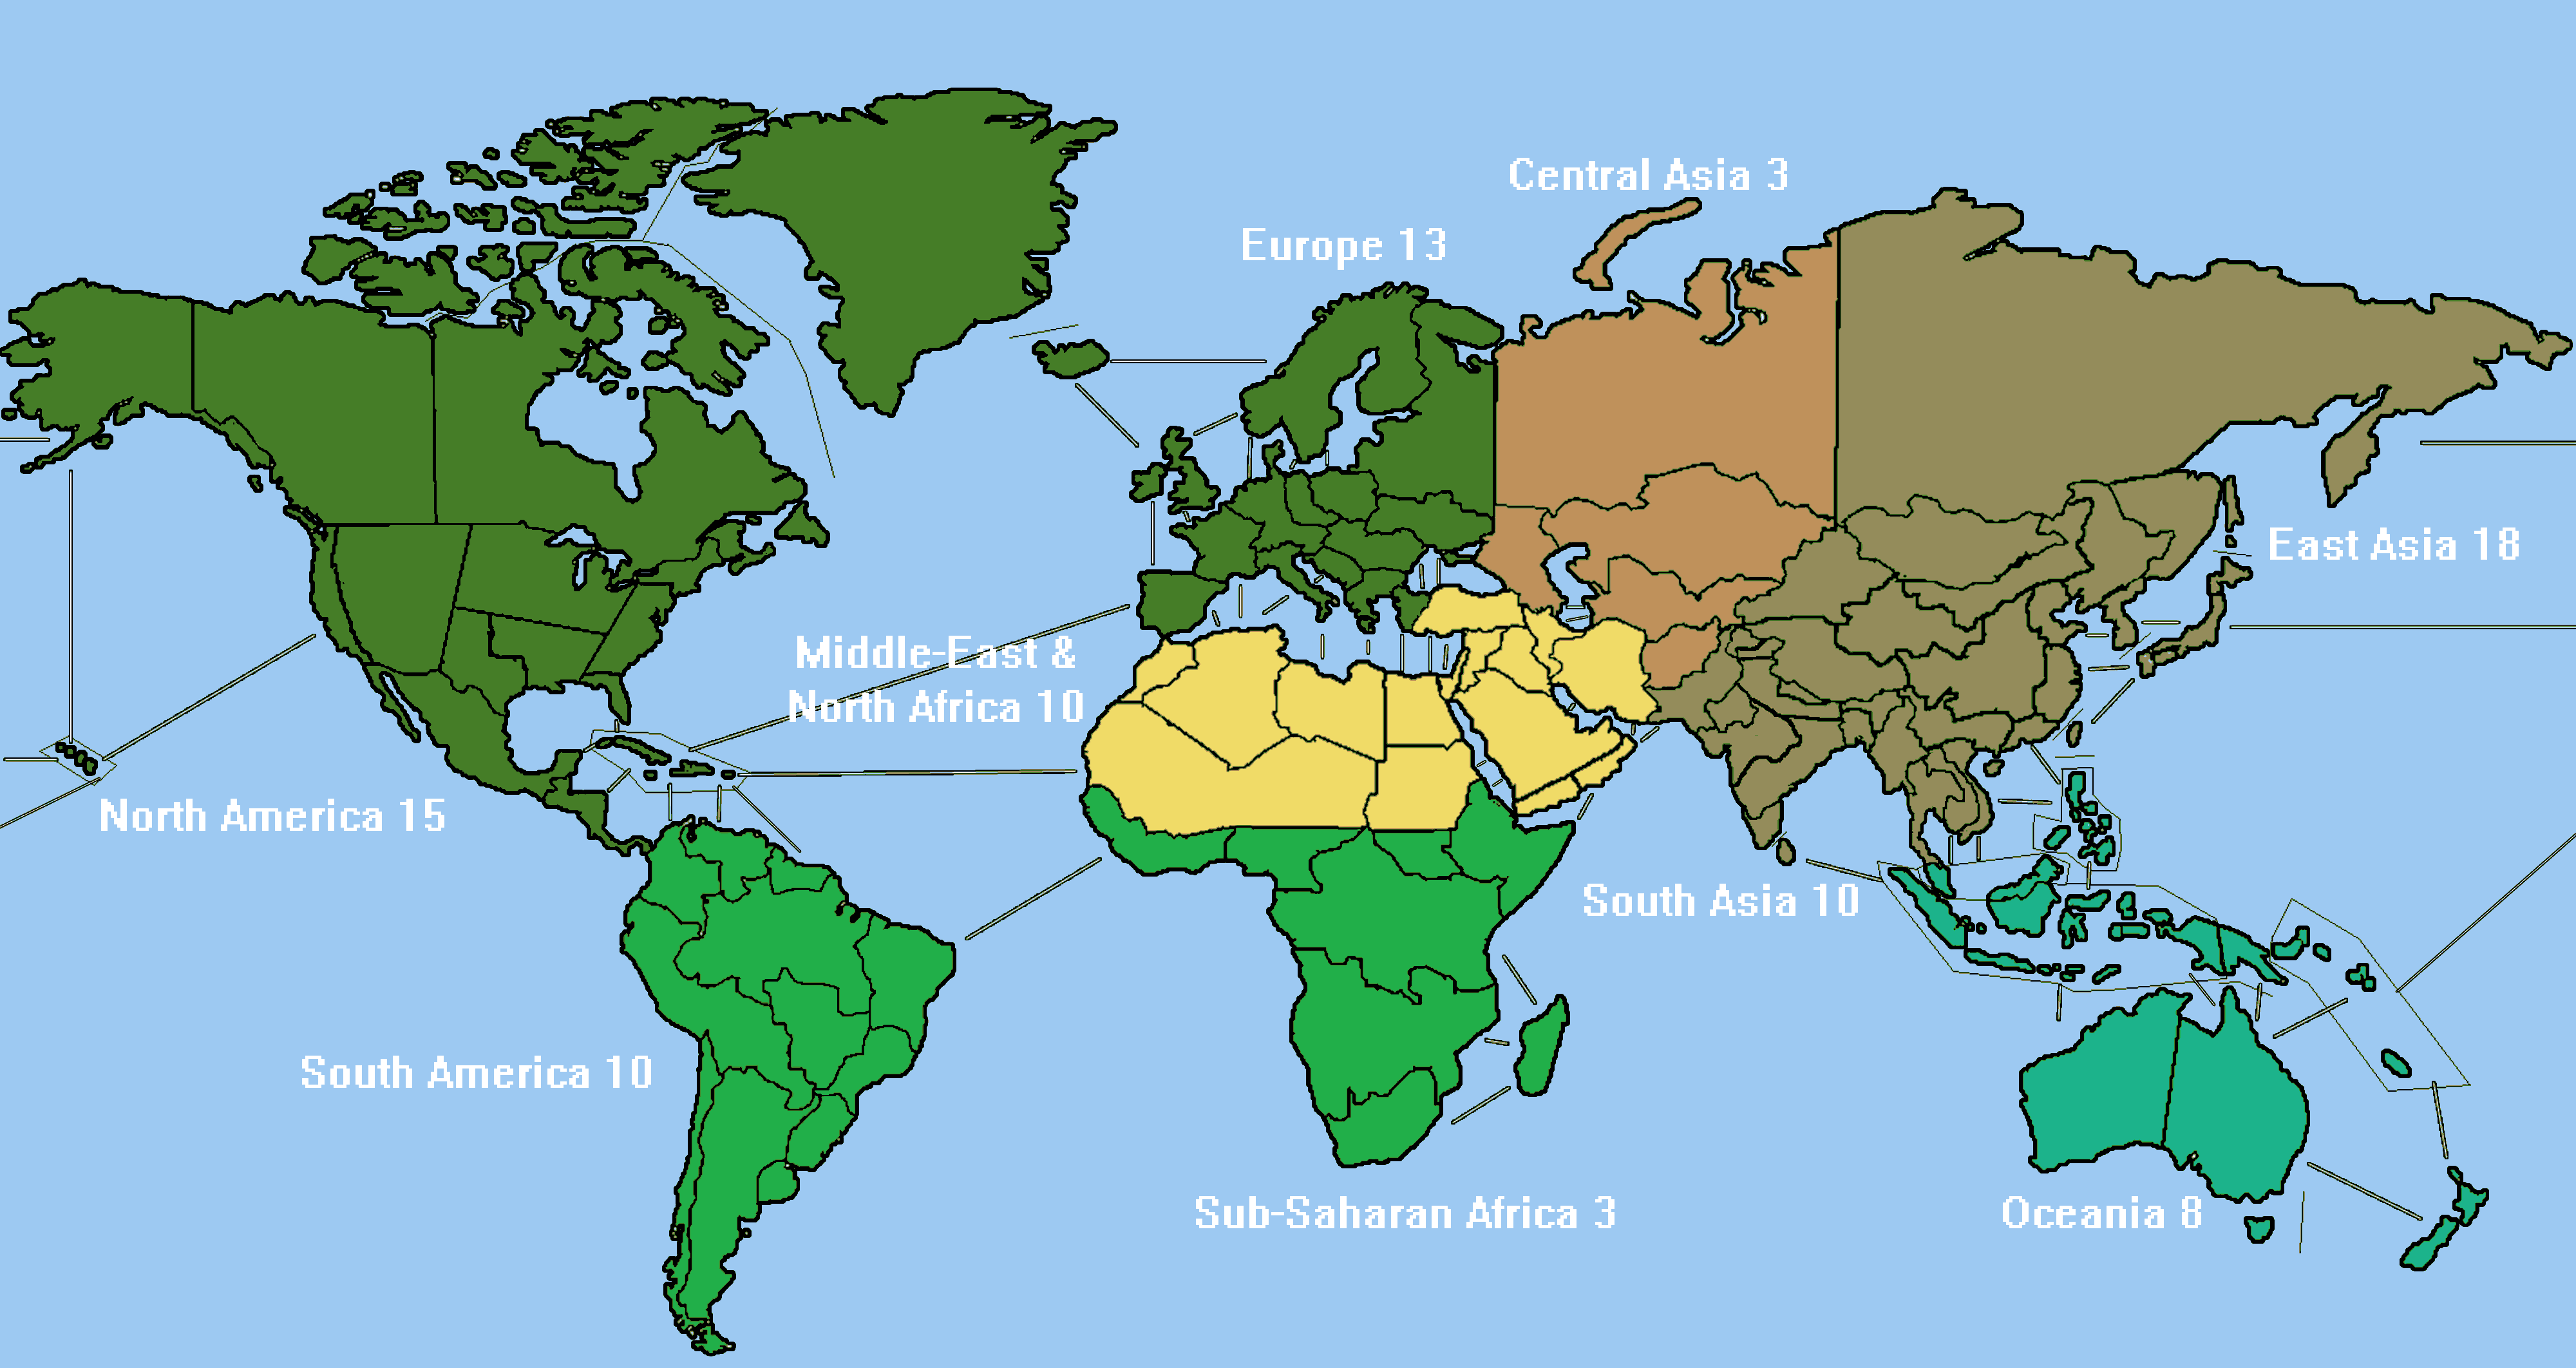 Central Asia 3
Europe 13
East Asia 18
Middle-East &
North Africa 10
North America 15
South Asia 10
South America 10
Sub-Saharan Africa 3
Oceania 8